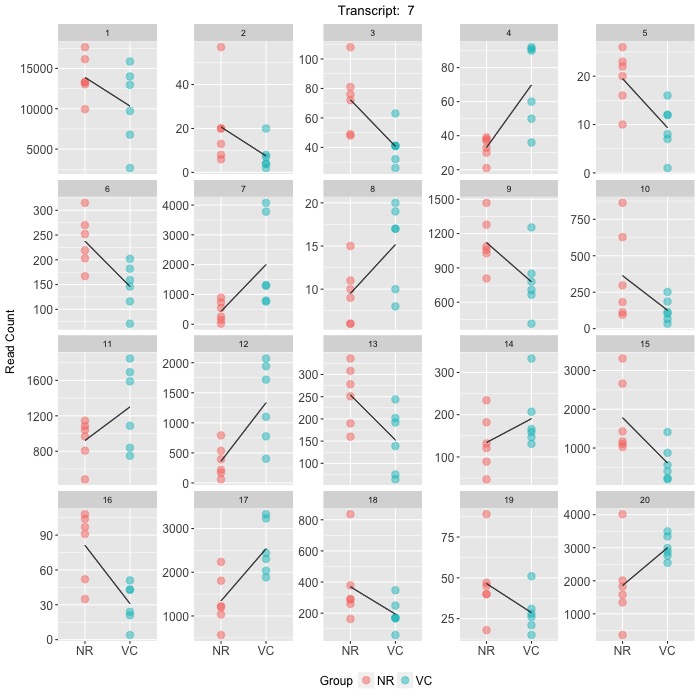 Transcript: 7
1 2 3 4 5
15000 40 100 80 20
10000 20 80 60 10
5000 0 60 40 0
40 20
6 7 8 9 10
300 4000 20 1500 750
250 3000 15 1200 500
200 2000 10 900 250
150 1000 600 0
100 0
Read Count
11 12 13 14 15
1600 2000 300 300 3000
1200 1500 250 200 2000
800 1000 200 100 1000
500 150
0 100
16 17 18 19 20
90 3000 800 75 4000
60 2000 600 50 3000
30 1000 400 25 2000
0 200 1000
NR VC NR VC NR VC NR VC NR VC
Group NR VC